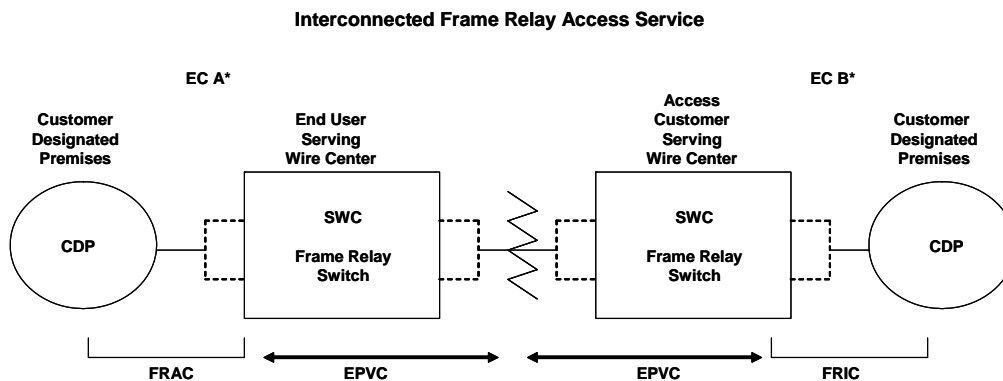 Interconnected Frame Relay Access Service
EC A*
EC B*
Customer
Designated
Premises
End User
Serving
Wire Center
Access
Customer
Serving
Wire Center
Customer
Designated
Premises
CDP
SWC
Frame Relay
Switch
SWC
Frame Relay
Switch
CDP
FRAC
EPVC
EPVC
FRIC